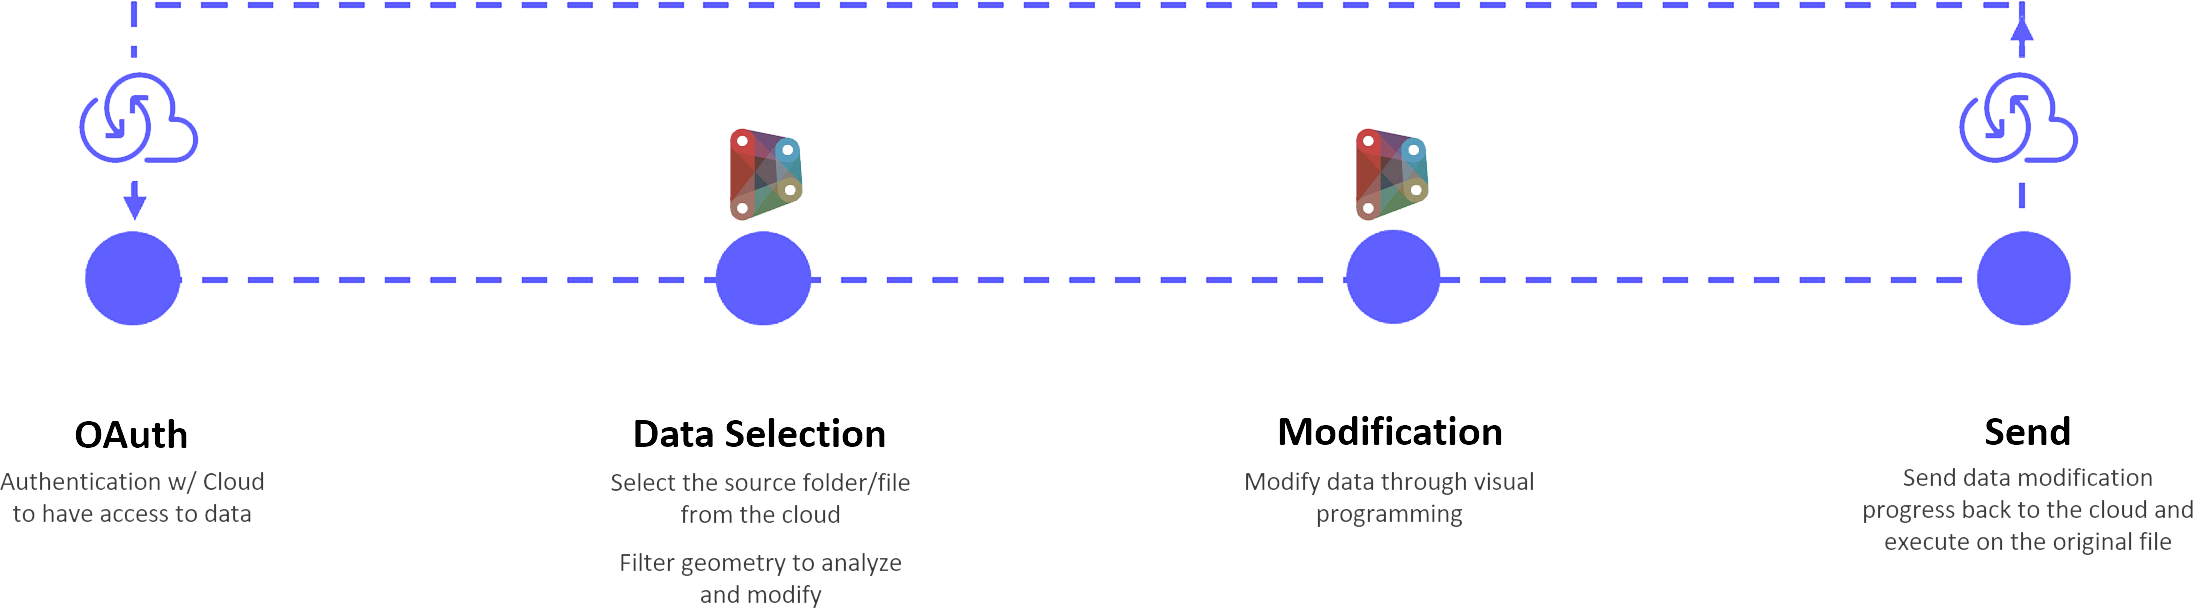 OAuth
Authentication w/ Cloud
to have access to data
Data Selection
Select the source folder/file
from the cloud
Filter geometry to analyze
and modify
Modification
Modify data through visual
programming
Send
Send data modification
progress back to the cloud and
execute on the original file